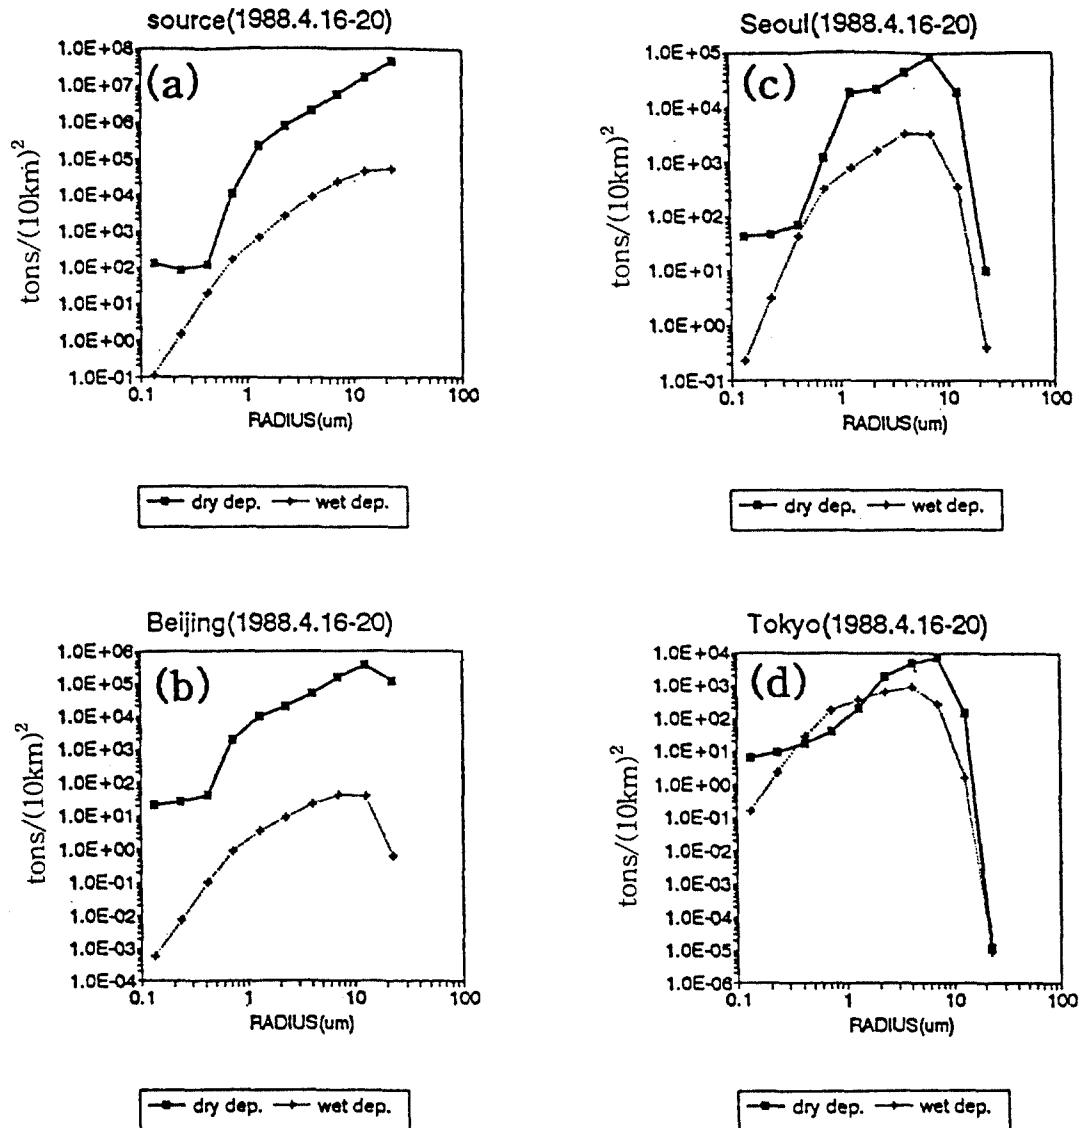 source(1988.4.16-20)
(a)
1.0E+08
1.0E+07
1.0E+06
1.0E+05
1.0E+04
1.0E+03
1.0E+02
1.0E+01
1.0E+00
1.0E-01
tons/(10km)²
0.1 1 10 100
RADIUS(um)
dry dep. wet dep.
Seoul(1988.4.16-20)
(c)
1.0E+05
1.0E+04
1.0E+03
1.0E+02
1.0E+01
1.0E+00
1.0E-01
tons/(10km)²
0.1 1 10 100
RADIUS(um)
dry dep. wet dep.
Beijing(1988.4.16-20)
(b)
1.0E+06
1.0E+05
1.0E+04
1.0E+03
1.0E+02
1.0E+01
1.0E+00
1.0E-01
1.0E-02
1.0E-03
1.0E-04
tons/(10km)²
0.1 1 10 100
RADIUS(um)
dry dep. wet dep.
Tokyo(1988.4.16-20)
(d)
1.0E+04
1.0E+03
1.0E+02
1.0E+01
1.0E+00
1.0E-01
1.0E-02
1.0E-03
1.0E-04
1.0E-05
1.0E-06
tons/(10km)²
0.1 1 10 100
RADIUS(um)
dry dep. wet dep.